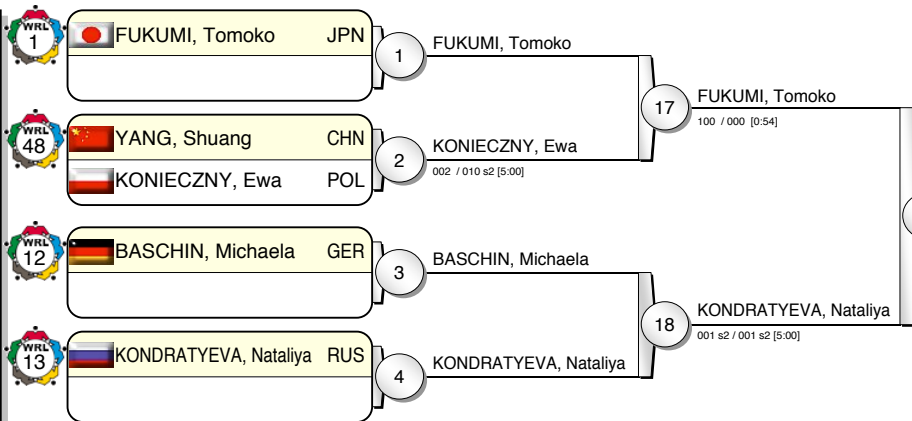 WRL
1
FUKUMI, Tomoko JPN
1
FUKUMI, Tomoko
17
FUKUMI, Tomoko
100 / 000 [0:54]
WRL
48
YANG, Shuang CHN
KONIECZNY, Ewa POL
2
KONIECZNY, Ewa
002 / 010 s2 [5:00]
WRL
12
BASCHIN, Michaela GER
3
BASCHIN, Michaela
18
KONDRATYEVA, Nataliya
001 s2 / 001 s2 [5:00]
WRL
13
KONDRATYEVA, Nataliya RUS
4
KONDRATYEVA, Nataliya